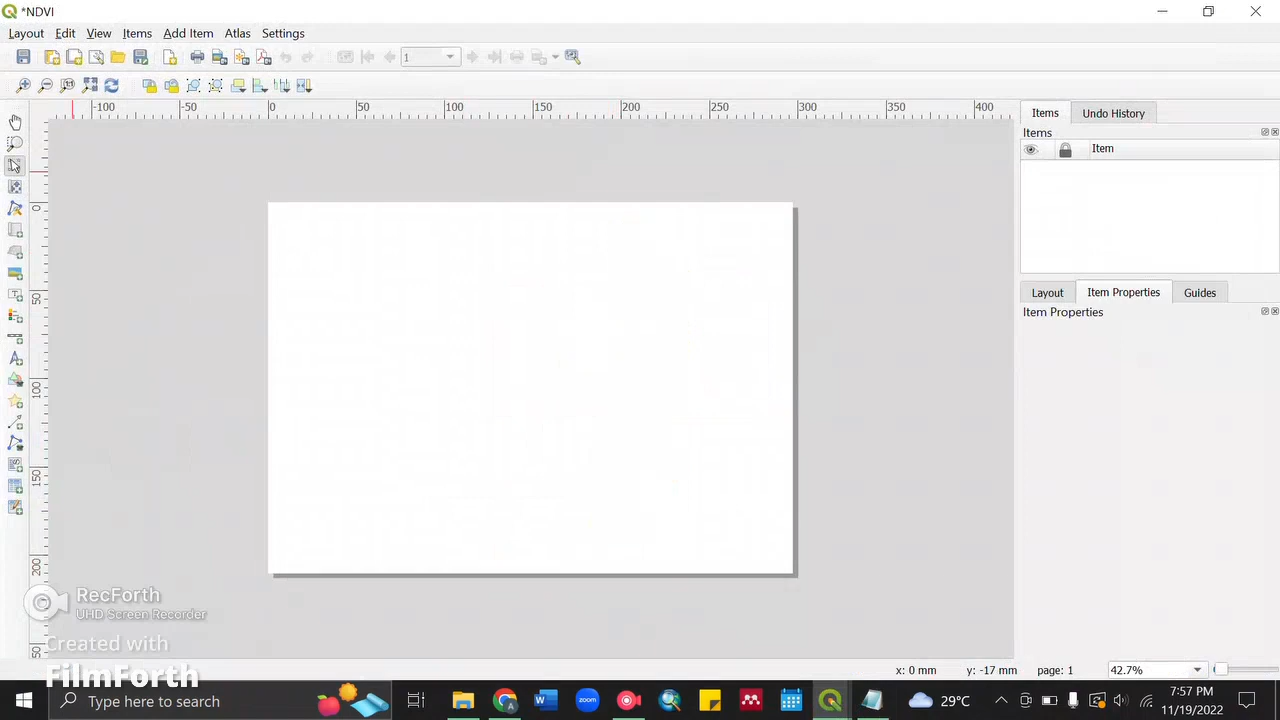 *NDVI
Layout Edit View Items Add Item Atlas Settings
1
-100 -50 0 50 100 150 200 250 300 350 400
0
50
100
150
200
50
Items Undo History
Items
Item
Layout Item Properties Guides
Item Properties
RecForth
UHD Screen Recorder
Created with
FilmForth
x: 0 mm y: -17 mm page: 1 42.7%
Type here to search
zoom
29°C
7:57 PM
11/19/2022